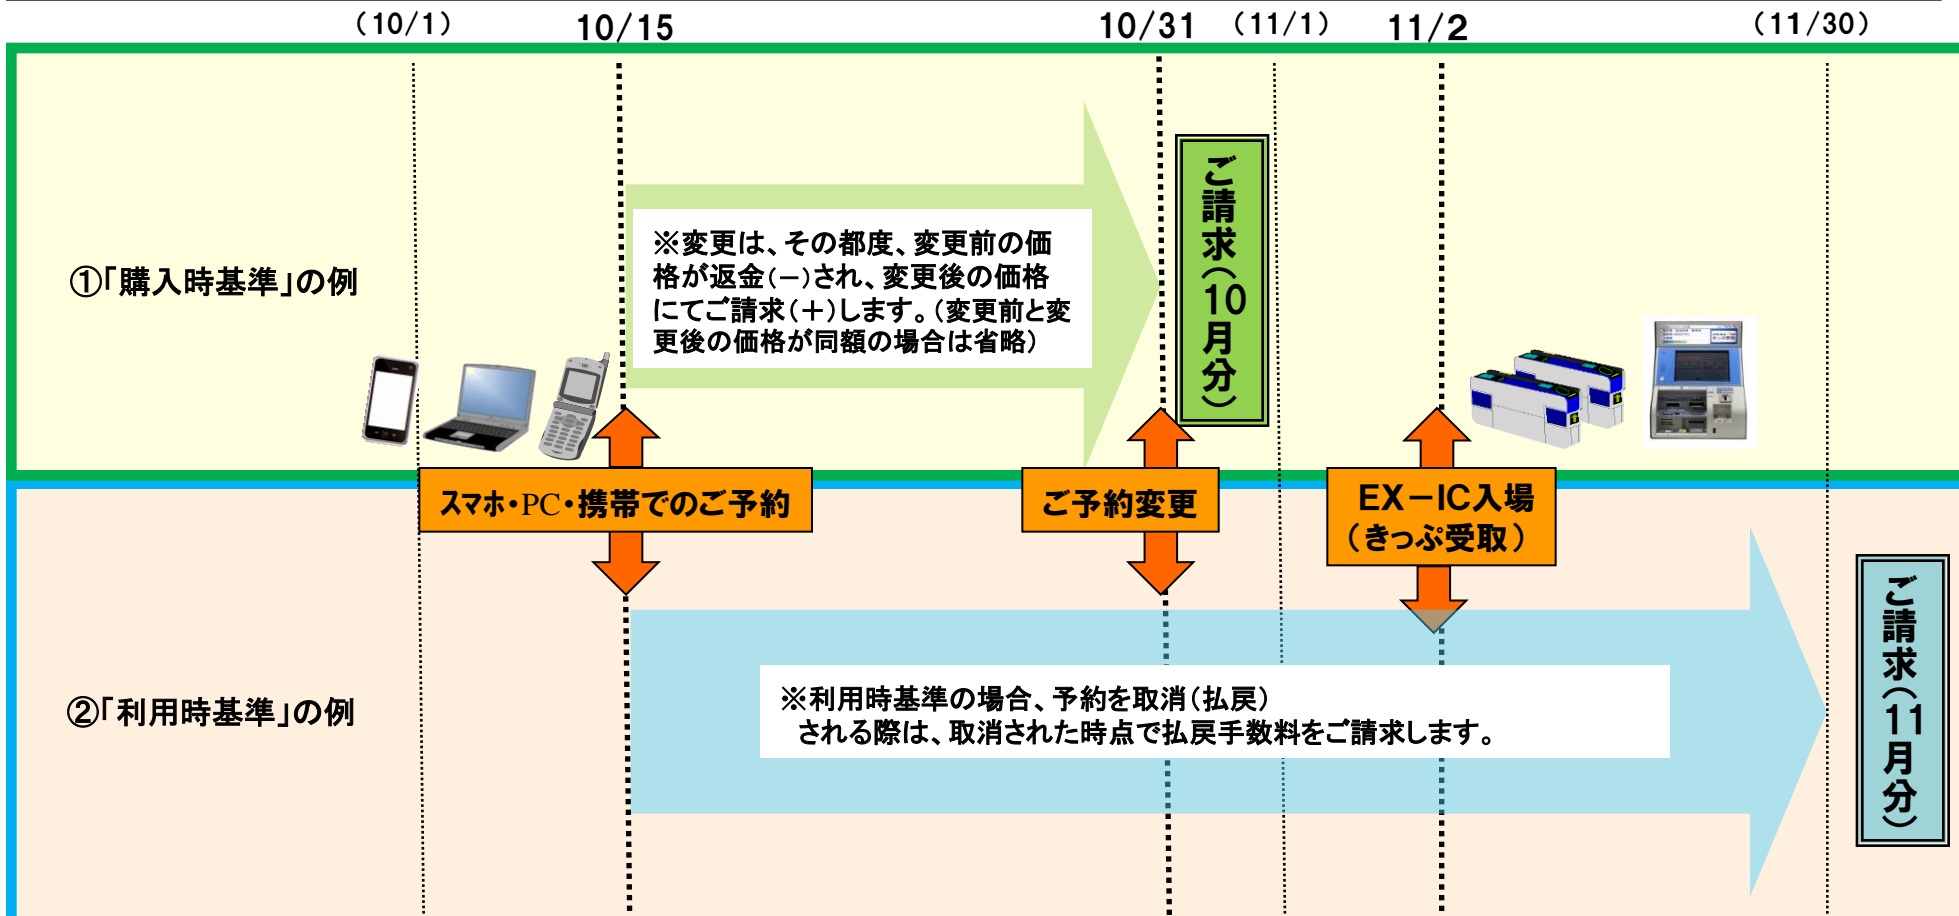 (10/1)
10/15
10/31
(11/1)
11/2
(11/30)
①｢購入時基準｣の例
※変更は、その都度、変更前の価
格が返金(－)され、変更後の価格
にてご請求(＋)します。(変更前と変
更後の価格が同額の場合は省略)
ご請求(10月分)
スマホ・PC・携帯でのご予約
ご予約変更
EX－IC入場
(きっぷ受取)
②｢利用時基準｣の例
※利用時基準の場合、予約を取消(払戻)
される際は、取消された時点で払戻手数料をご請求します。
ご請求(11月分)